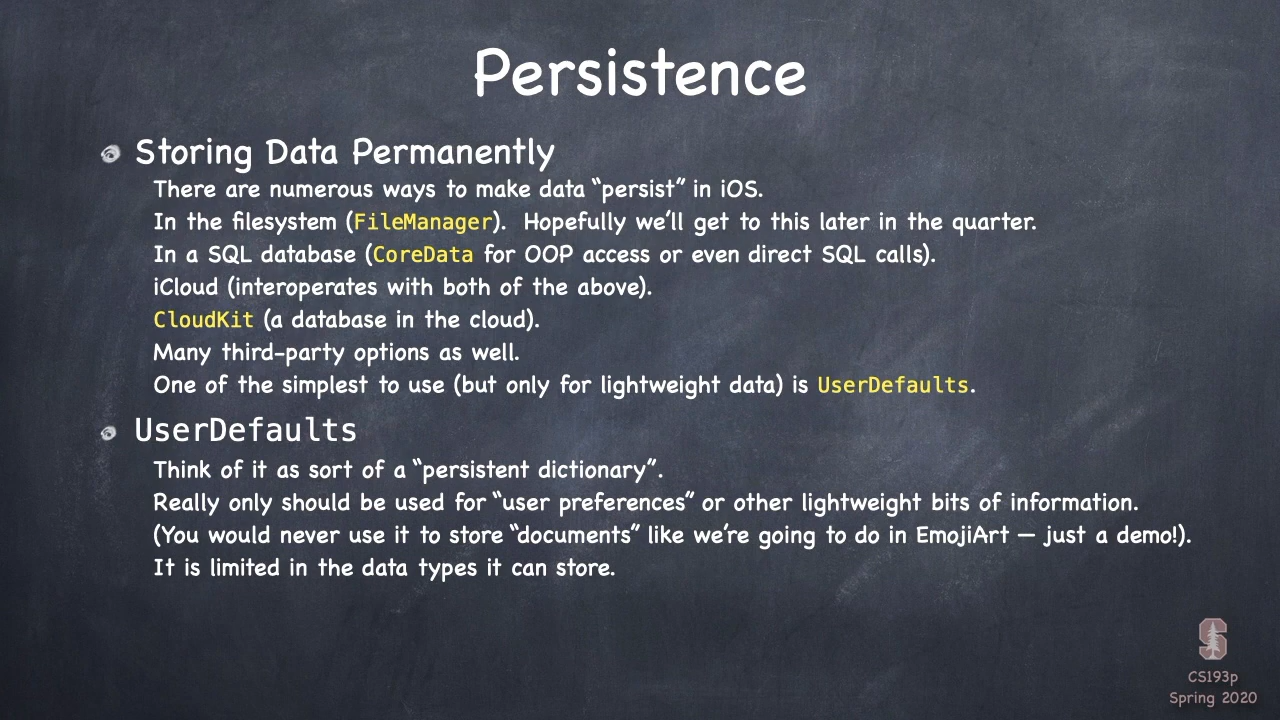 Persistence
Storing Data Permanently
There are numerous ways to make data “persist” in iOS.
In the filesystem (FileManager).  Hopefully we’ll get to this later in the quarter.
In a SQL database (CoreData for OOP access or even direct SQL calls).
iCloud (interoperates with both of the above).
CloudKit (a database in the cloud).
Many third-party options as well.
One of the simplest to use (but only for lightweight data) is UserDefaults.
UserDefaults
Think of it as sort of a “persistent dictionary”.
Really only should be used for “user preferences” or other lightweight bits of information.
(You would never use it to store “documents” like we’re going to do in EmojiArt — just a demo!).
It is limited in the data types it can store.
S
CS193p
Spring 2020